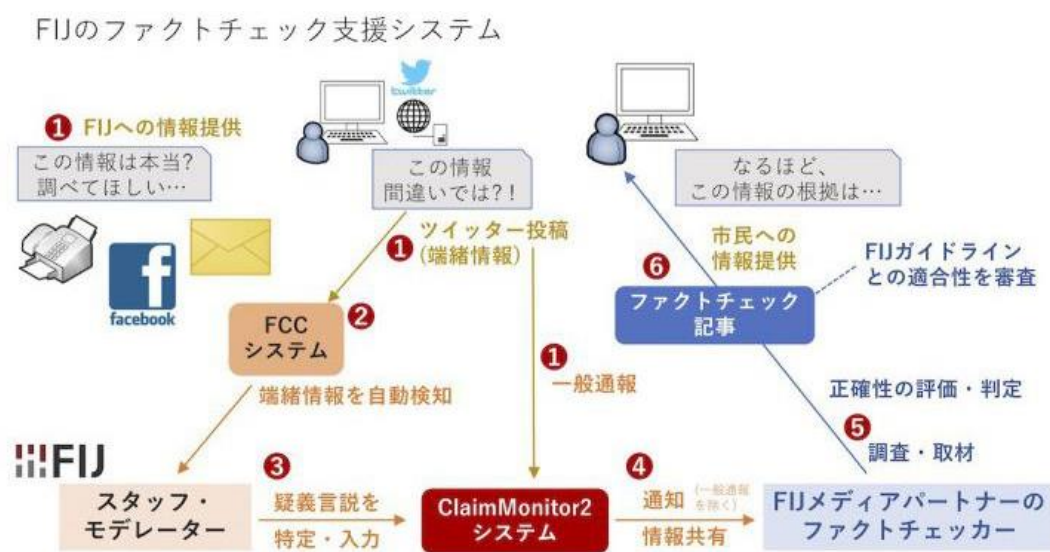 FIJのファクトチェック支援システム
❶ FIJへの情報提供
この情報は本当?
調べてほしい…
facebook
twitter
この情報
間違いでは?!
❶ ツイッター投稿
(端緒情報)
FCC
システム
❷
端緒情報を自動検知
❶
一般通報
FIJ
スタッフ・
モデレーター
❸
疑義言説を
特定・入力
ClaimMonitor2
システム
❹
通知 (一般通報
を除く)
情報共有
FIJメディアパートナーの
ファクトチェッカー
❺
調査・取材
正確性の評価・判定
ファクトチェック
記事
FIJガイドライン
との適合性を審査
❻
市民への
情報提供
なるほど、
この情報の根拠は…